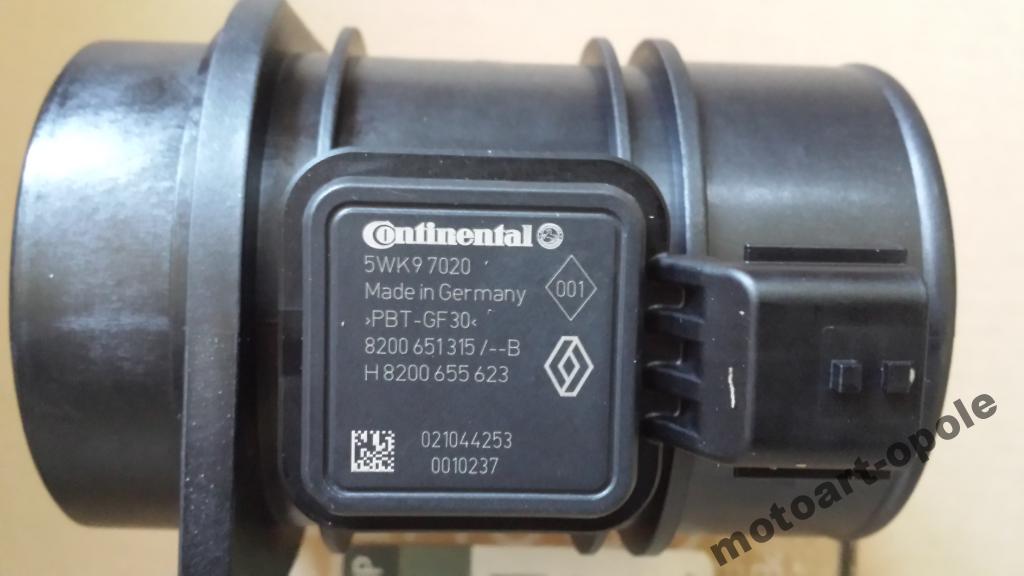 Continental
5WK9 7020
Made in Germany
001
>PBT-GF30<
8200 651 315 /--B
H 8200 655 623
021044253
0010237
motoart-opole